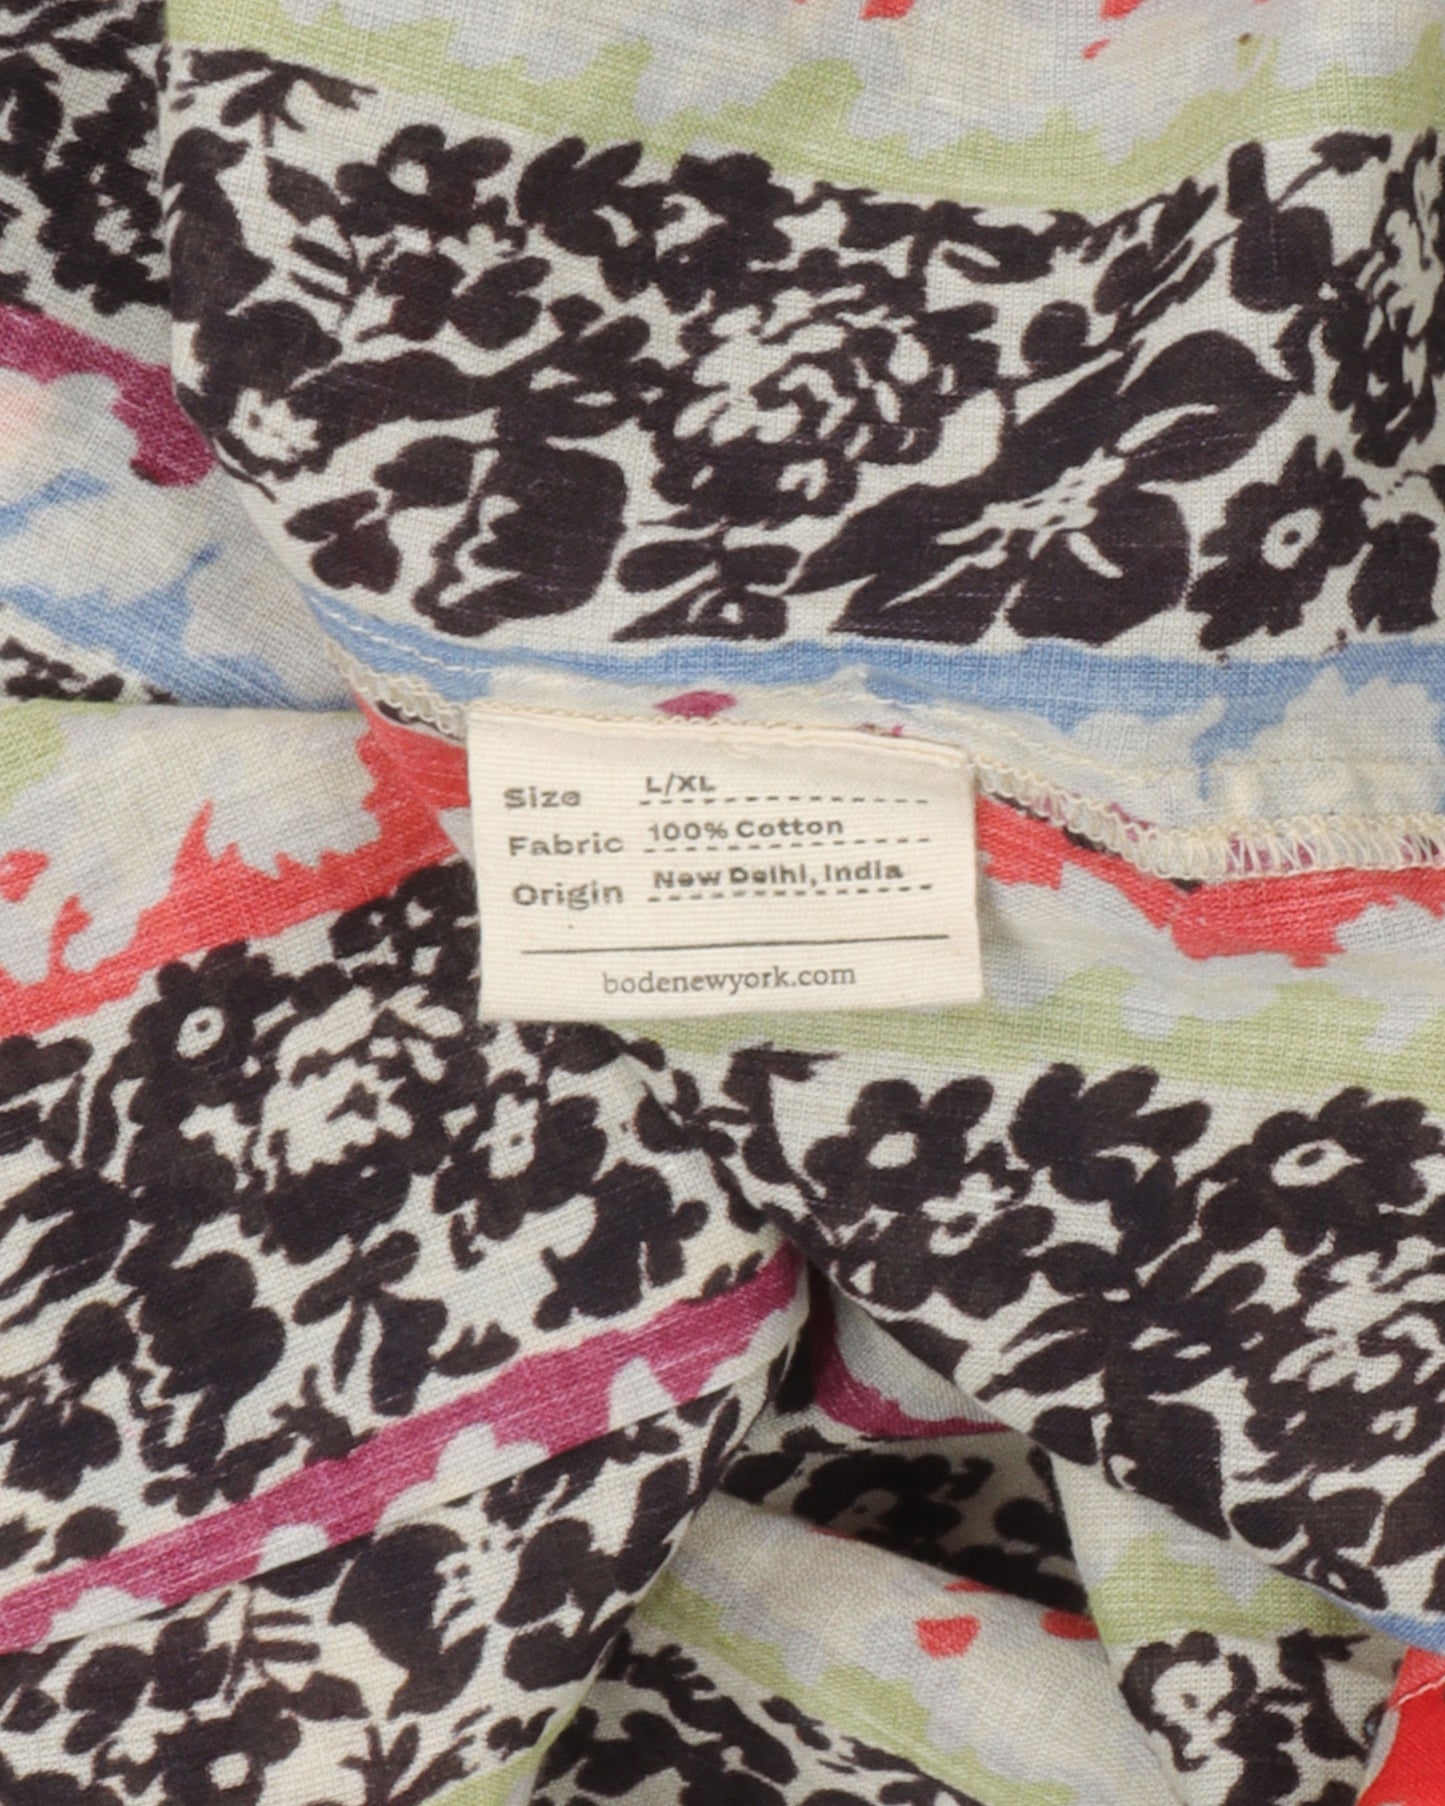 Size L/XL
Fabric 100% Cotton
Origin New Delhi, India
bodenewyork.com